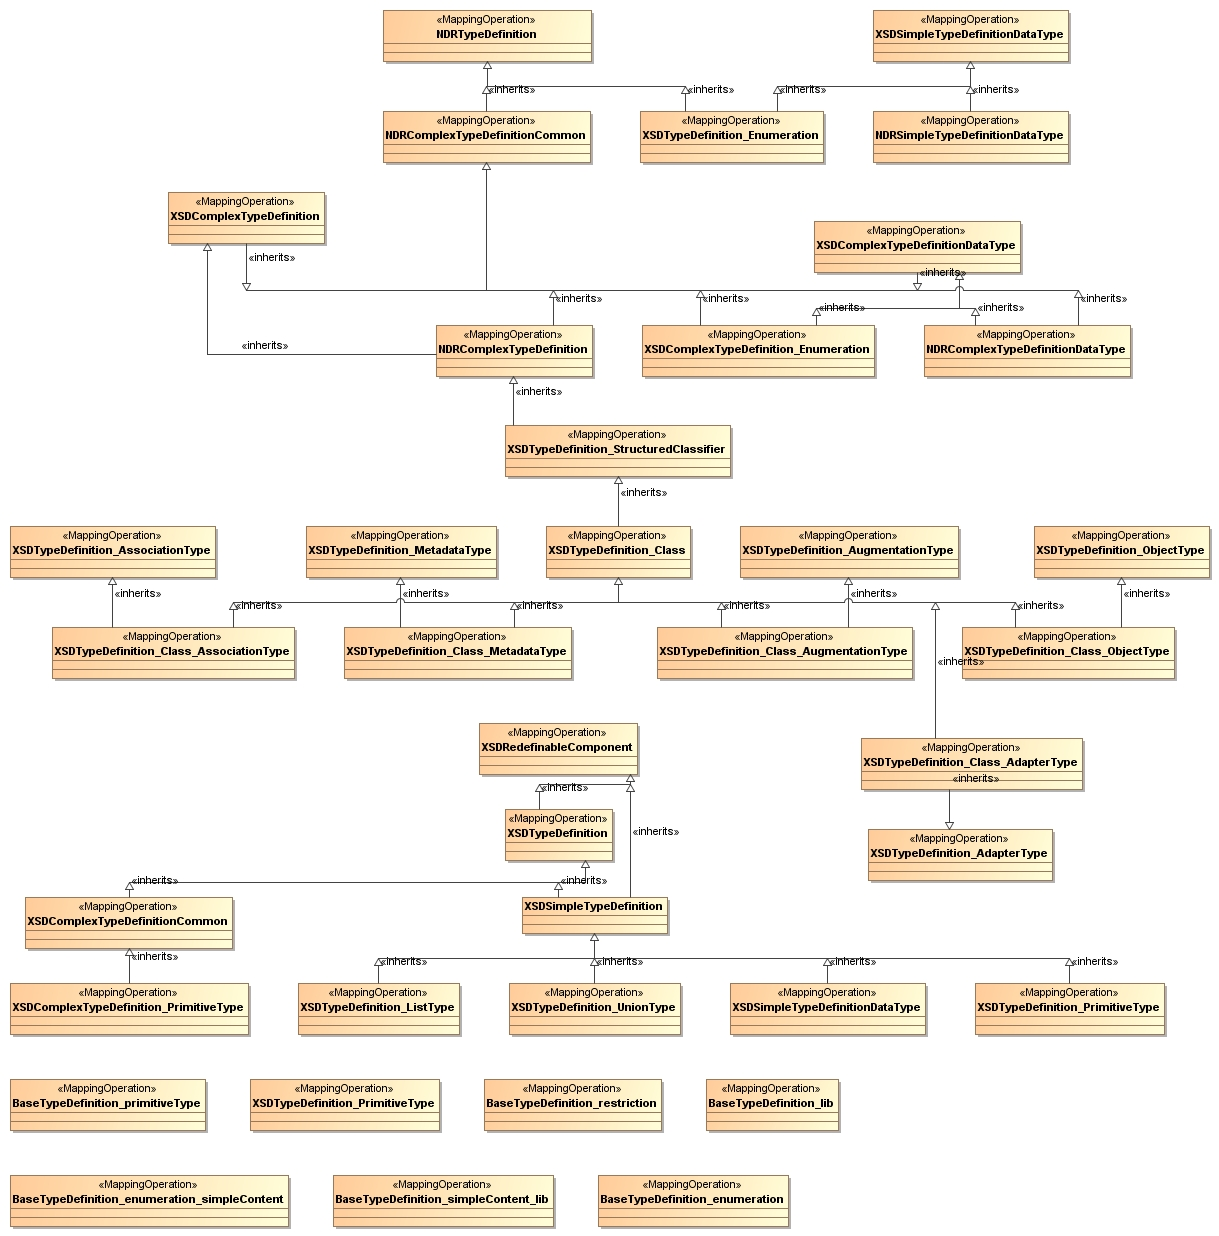 «MappingOperation»
NDRTypeDefinition
«MappingOperation»
XSDSimpleTypeDefinitionDataType
«inherits»
«inherits»
«inherits»
«inherits»
«MappingOperation»
NDRComplexTypeDefinitionCommon
«MappingOperation»
XSDTypeDefinition_Enumeration
«MappingOperation»
NDRSimpleTypeDefinitionDataType
«MappingOperation»
XSDComplexTypeDefinition
«MappingOperation»
XSDComplexTypeDefinitionDataType
«inherits»
«inherits»
«inherits»
«inherits»
«inherits»
«inherits»
«inherits»
«inherits»
«MappingOperation»
NDRComplexTypeDefinition
«MappingOperation»
XSDComplexTypeDefinition_Enumeration
«MappingOperation»
NDRComplexTypeDefinitionDataType
«inherits»
«MappingOperation»
XSDTypeDefinition_StructuredClassifier
«inherits»
«MappingOperation»
XSDTypeDefinition_AssociationType
«MappingOperation»
XSDTypeDefinition_MetadataType
«MappingOperation»
XSDTypeDefinition_Class
«MappingOperation»
XSDTypeDefinition_AugmentationType
«MappingOperation»
XSDTypeDefinition_ObjectType
«inherits»
«inherits»
«inherits»
«inherits»
«inherits»
«inherits»
«inherits»
«inherits»
«inherits»
«MappingOperation»
XSDTypeDefinition_Class_AssociationType
«MappingOperation»
XSDTypeDefinition_Class_MetadataType
«MappingOperation»
XSDTypeDefinition_Class_AugmentationType
«MappingOperation»
XSDTypeDefinition_Class_ObjectType
«inherits»
«MappingOperation»
XSDRedefinableComponent
«MappingOperation»
XSDTypeDefinition_Class_AdapterType
«inherits»
«inherits»
«MappingOperation»
XSDTypeDefinition
«inherits»
«MappingOperation»
XSDTypeDefinition_AdapterType
«inherits»
«inherits»
«MappingOperation»
XSDComplexTypeDefinitionCommon
XSDSimpleTypeDefinition
«inherits»
«inherits»
«inherits»
«inherits»
«inherits»
«MappingOperation»
XSDComplexTypeDefinition_PrimitiveType
«MappingOperation»
XSDTypeDefinition_ListType
«MappingOperation»
XSDTypeDefinition_UnionType
«MappingOperation»
XSDSimpleTypeDefinitionDataType
«MappingOperation»
XSDTypeDefinition_PrimitiveType
«MappingOperation»
BaseTypeDefinition_primitiveType
«MappingOperation»
XSDTypeDefinition_PrimitiveType
«MappingOperation»
BaseTypeDefinition_restriction
«MappingOperation»
BaseTypeDefinition_lib
«MappingOperation»
BaseTypeDefinition_enumeration_simpleContent
«MappingOperation»
BaseTypeDefinition_simpleContent_lib
«MappingOperation»
BaseTypeDefinition_enumeration